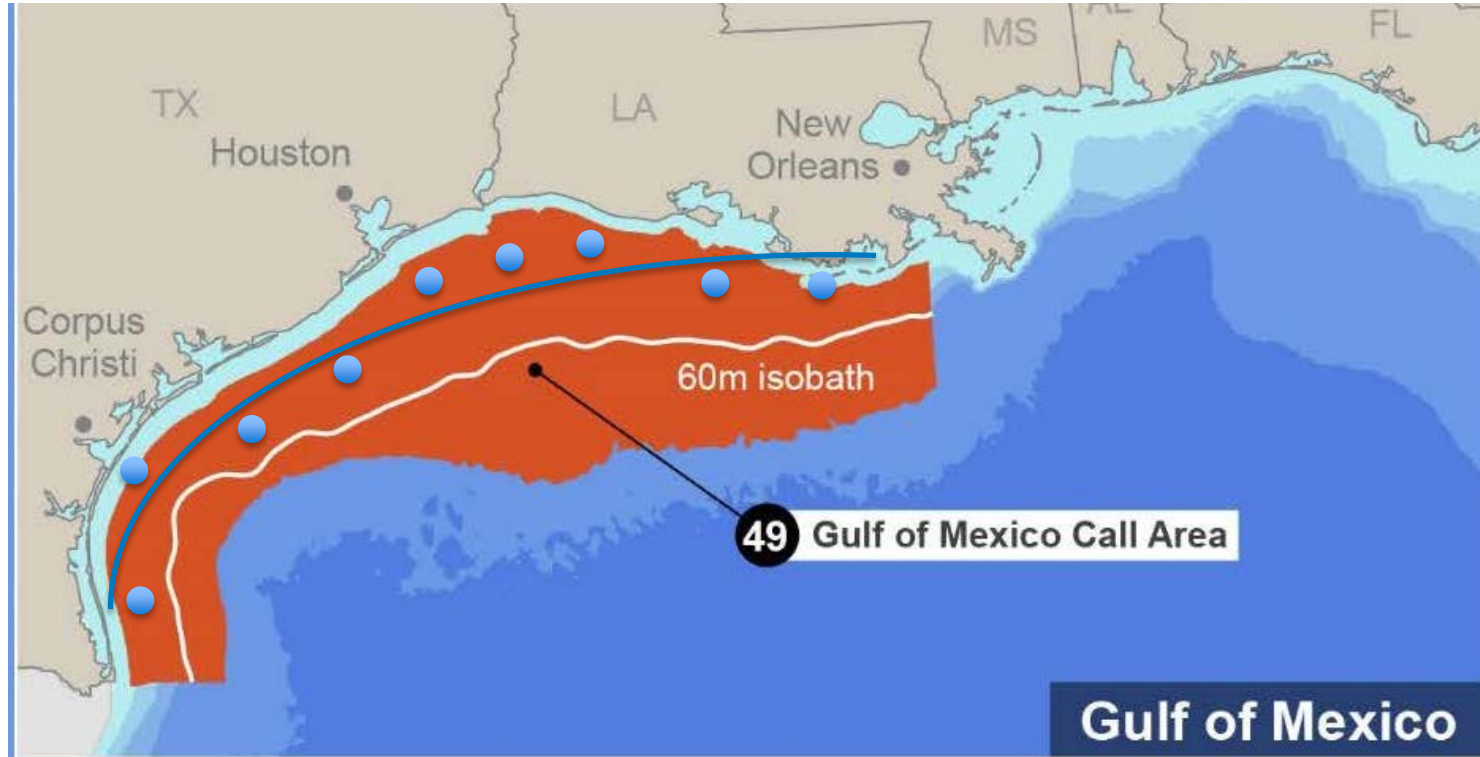 MS
AL
FL
TX
LA
New
Orleans
Houston
Corpus
Christi
60m isobath
49 Gulf of Mexico Call Area
Gulf of Mexico